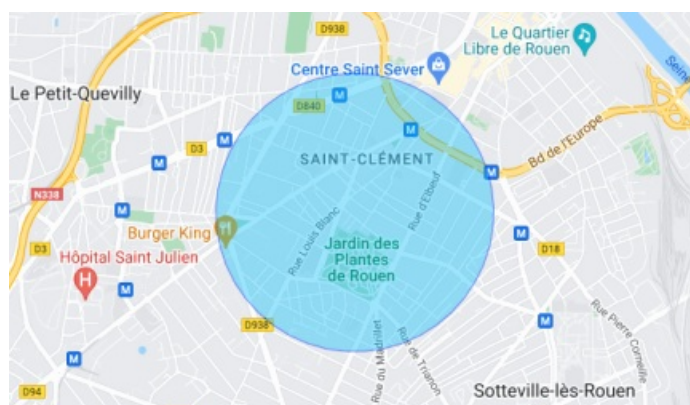 D938
Le Quartier
Libre de Rouen
Centre Saint Sever
Seine
Le Petit-Quevilly
M
D840
M
M
Bd de l'Europe
D3
M
SAINT-CLÉMENT
M
M
N338
M
Rue d'Elbeuf
Rue Louis Blanc
Burger King
H
M
D3
Jardin des
Plantes
de Rouen
D18
Hôpital Saint Julien
H
M
M
Rue Pierre Corneille
D938
M
Rue du Madrillet
Rue de Trianon
M
D94
Sotteville-lès-Rouen